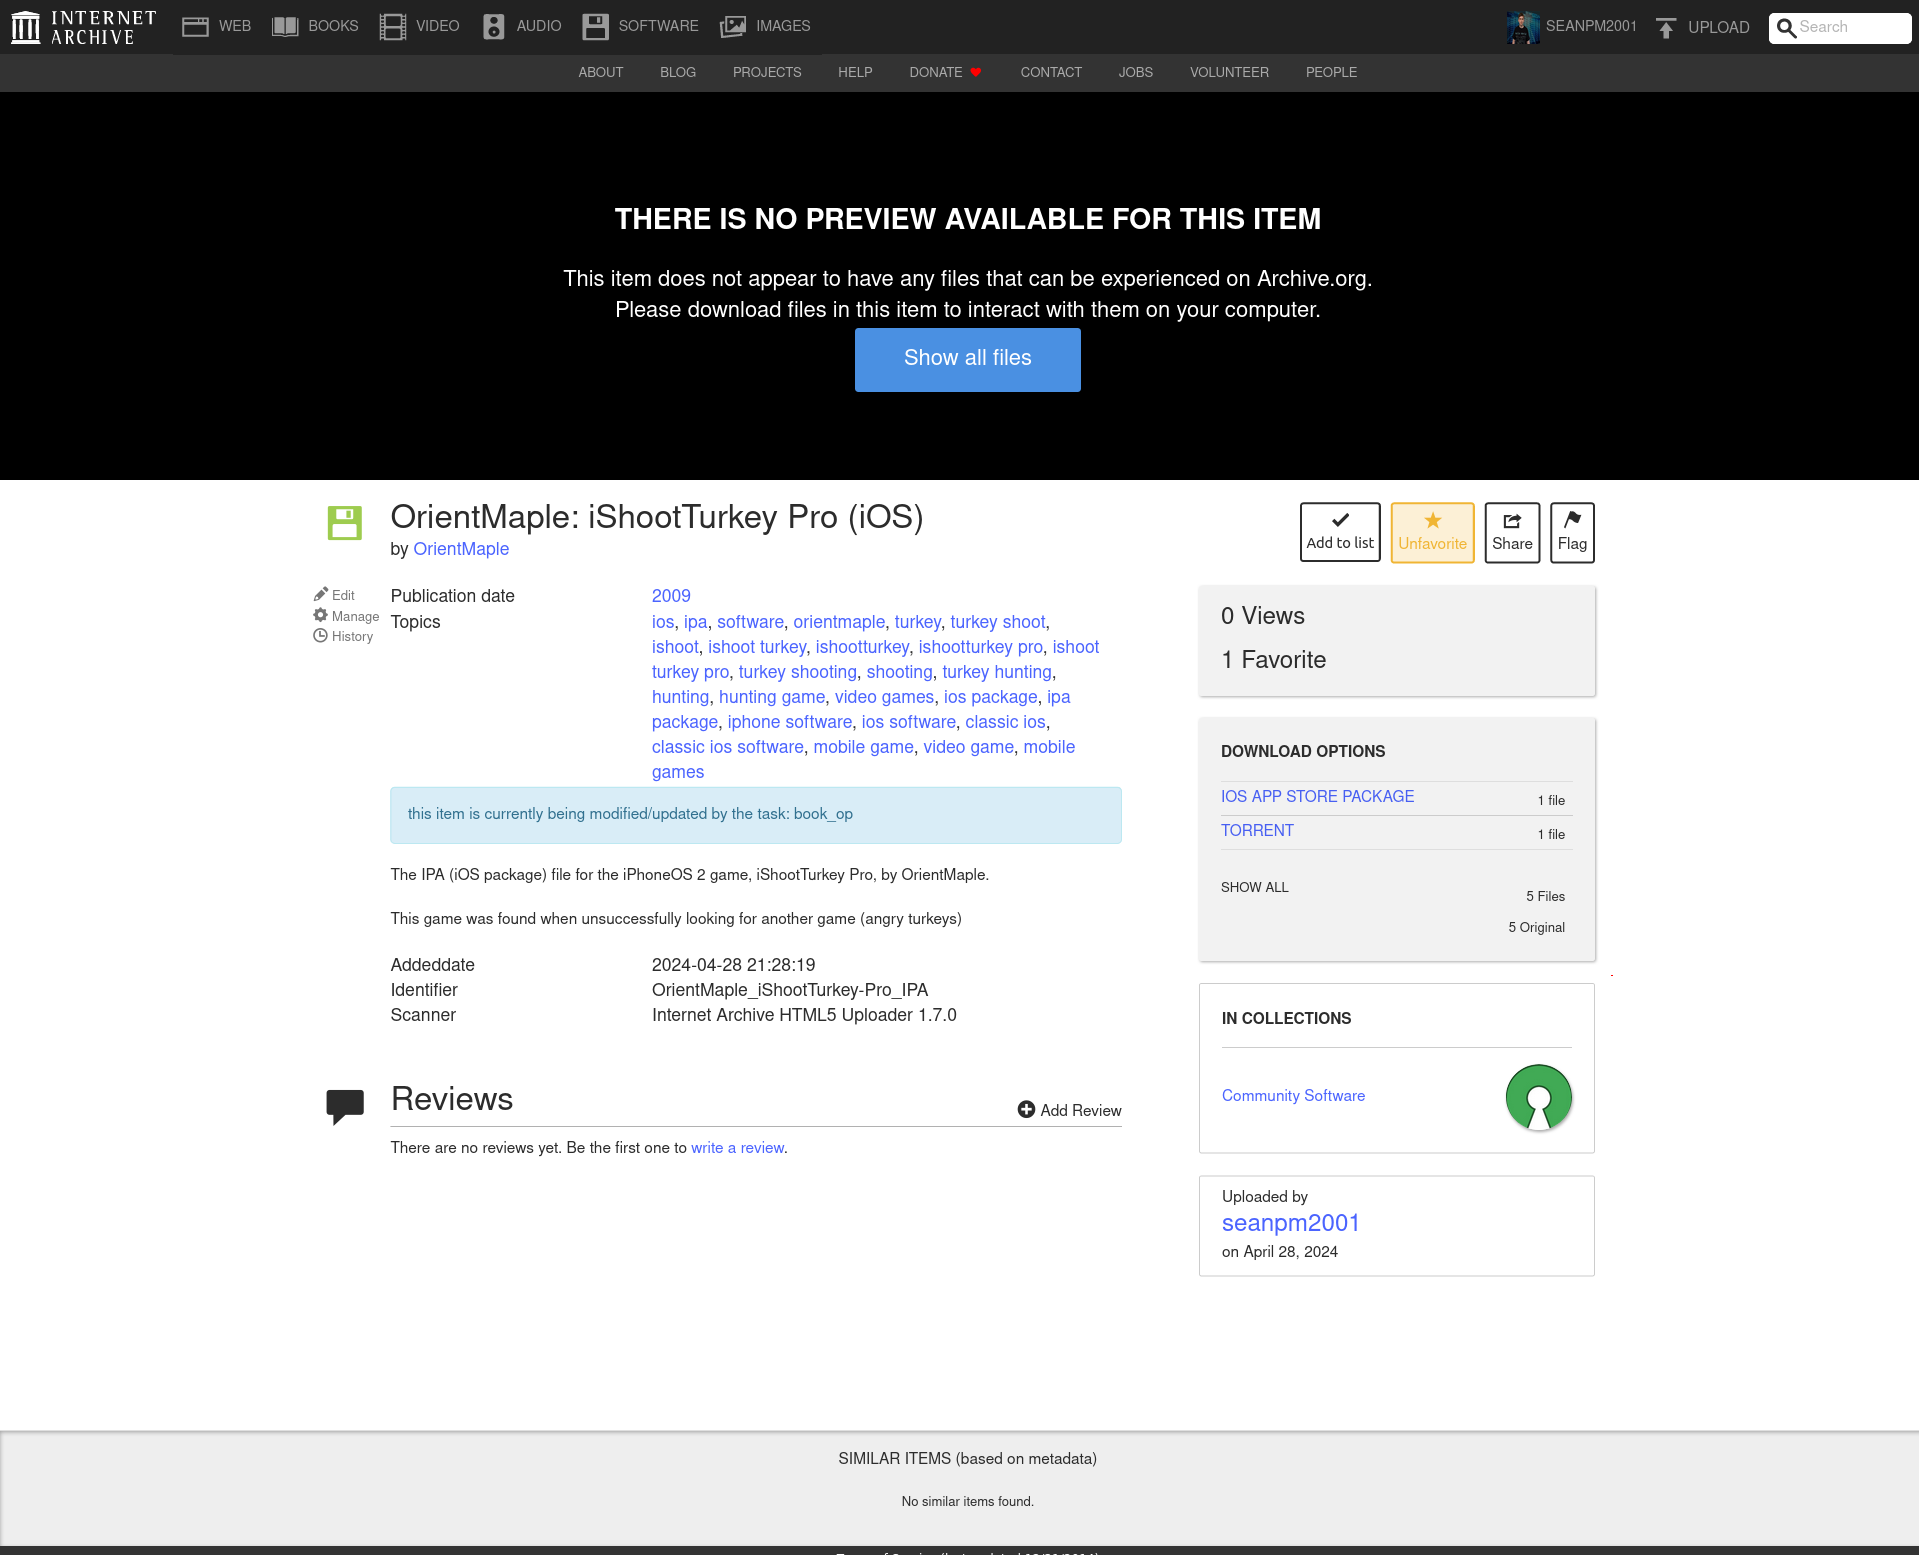 INTERNET
ARCHIVE
WEB
BOOKS
VIDEO
AUDIO
SOFTWARE
IMAGES
SEANPM2001
UPLOAD
Search
ABOUT
BLOG
PROJECTS
HELP
DONATE
CONTACT
JOBS
VOLUNTEER
PEOPLE
THERE IS NO PREVIEW AVAILABLE FOR THIS ITEM
This item does not appear to have any files that can be experienced on Archive.org.
Please download files in this item to interact with them on your computer.
Show all files
OrientMaple: iShootTurkey Pro (iOS)
by OrientMaple
Add to list
Unfavorite
Share
Flag
Edit
Manage
History
Publication date 2009
Topics ios, ipa, software, orientmaple, turkey, turkey shoot,
ishoot, ishoot turkey, ishootturkey, ishootturkey pro, ishoot
turkey pro, turkey shooting, shooting, turkey hunting,
hunting, hunting game, video games, ios package, ipa
package, iphone software, ios software, classic ios,
classic ios software, mobile game, video game, mobile
games
this item is currently being modified/updated by the task: book_op
The IPA (iOS package) file for the iPhoneOS 2 game, iShootTurkey Pro, by OrientMaple.
This game was found when unsuccessfully looking for another game (angry turkeys)
Addeddate 2024-04-28 21:28:19
Identifier OrientMaple_iShootTurkey-Pro_IPA
Scanner Internet Archive HTML5 Uploader 1.7.0
Reviews
Add Review
There are no reviews yet. Be the first one to write a review.
0 Views
1 Favorite
DOWNLOAD OPTIONS
IOS APP STORE PACKAGE 1 file
TORRENT 1 file
SHOW ALL 5 Files
5 Original
IN COLLECTIONS
Community Software
Uploaded by
seanpm2001
on April 28, 2024
SIMILAR ITEMS (based on metadata)
No similar items found.